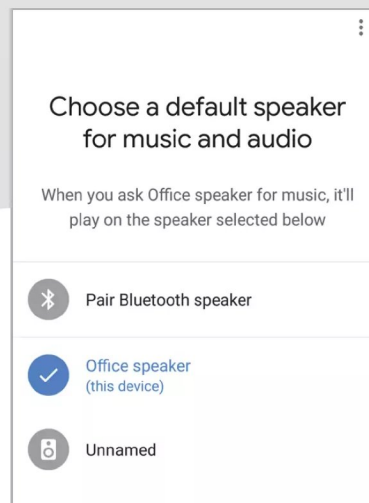 Choose a default speaker
for music and audio
When you ask Office speaker for music, it'll
play on the speaker selected below
Pair Bluetooth speaker
Office speaker
(this device)
Unnamed